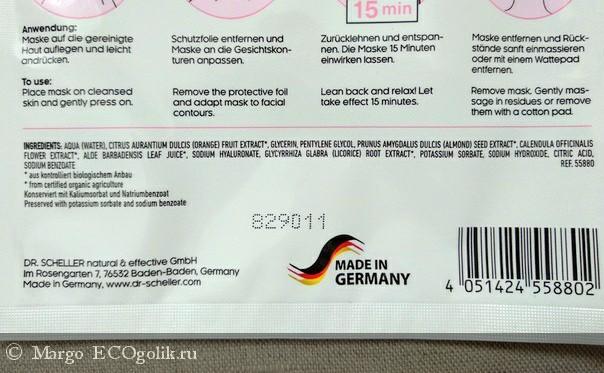 15 min
Anwendung:
Maske auf die gereinigte
Haut auflegen und leicht
andrücken.
Schutzfolie entfernen und
Maske an die Gesichtskon-
turen anpassen.
Zurücklehnen und entspan-
nen. Die Maske 15 Minuten
einwirken lassen.
Maske entfernen und Rück-
stände sanft einmassieren
oder mit einem Wattepad
entfernen.
To use:
Place mask on cleansed
skin and gently press on.
Remove the protective foil
and adapt mask to facial
contours.
Lean back and relax! Let
take effect 15 minutes.
Remove mask. Gently mas-
sage in residues or remove
them with a cotton pad.
INGREDIENTS: AQUA (WATER), CITRUS AURANTIUM DULCIS (ORANGE) FRUIT EXTRACT*, GLYCERIN, PENTYLENE GLYCOL, PRUNUS AMYGDALUS DULCIS (ALMOND) SEED EXTRACT*, CALENDULA OFFICINALIS
FLOWER EXTRACT*, ALOE BARBADENSIS LEAF JUICE*, SODIUM HYALURONATE, GLYCYRRHIZA GLABRA (LICORICE) ROOT EXTRACT*, POTASSIUM SORBATE, SODIUM HYDROXIDE, CITRIC ACID,
SODIUM BENZOATE
REF. 55880
* aus kontrolliert biologischem Anbau
* from certified organic agriculture
Konserviert mit Kaliumsorbat und Natriumbenzoat
Preserved with potassium sorbate and sodium benzoate
829011
DR. SCHELLER natural & effective GmbH
Im Rosengarten 7, 76532 Baden-Baden, Germany
Made in Germany, www.dr-scheller.com
MADE IN
GERMANY
4 051424 558802
© Margo ECOgolik.ru